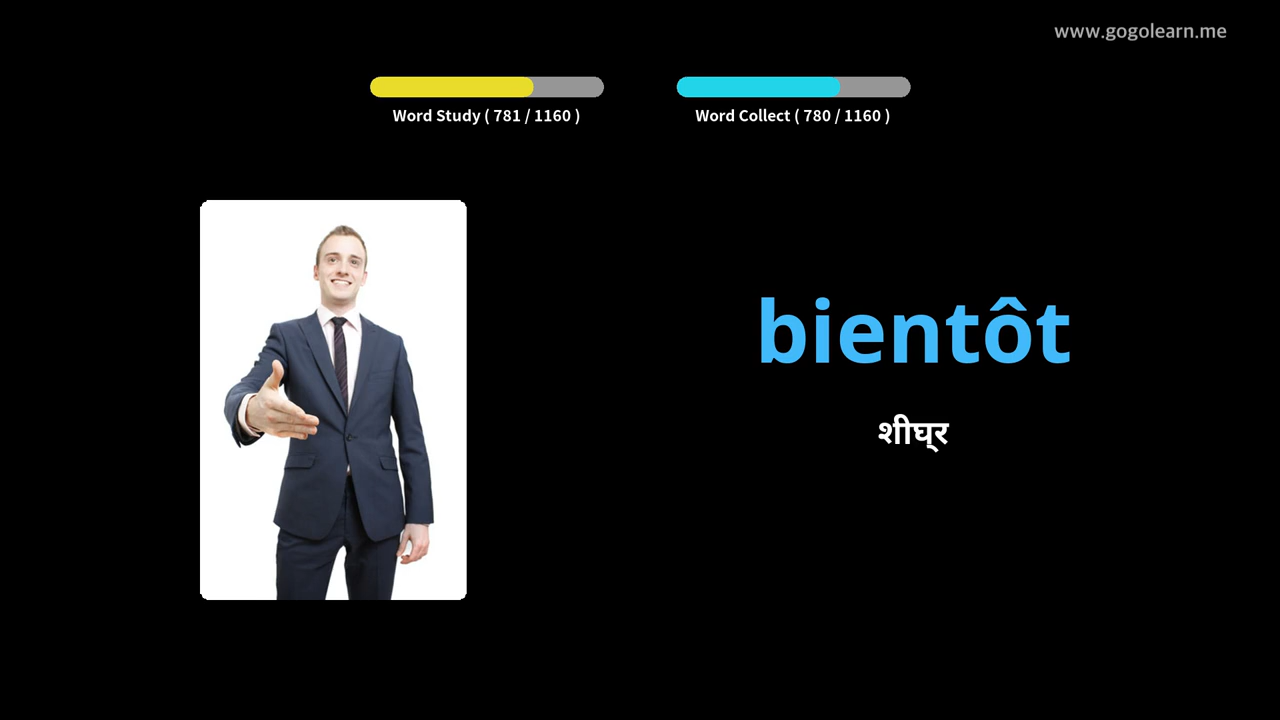 www.gogolearn.me
Word Study ( 781 / 1160 )
Word Collect ( 780 / 1160 )
bientôt
शीघ्र